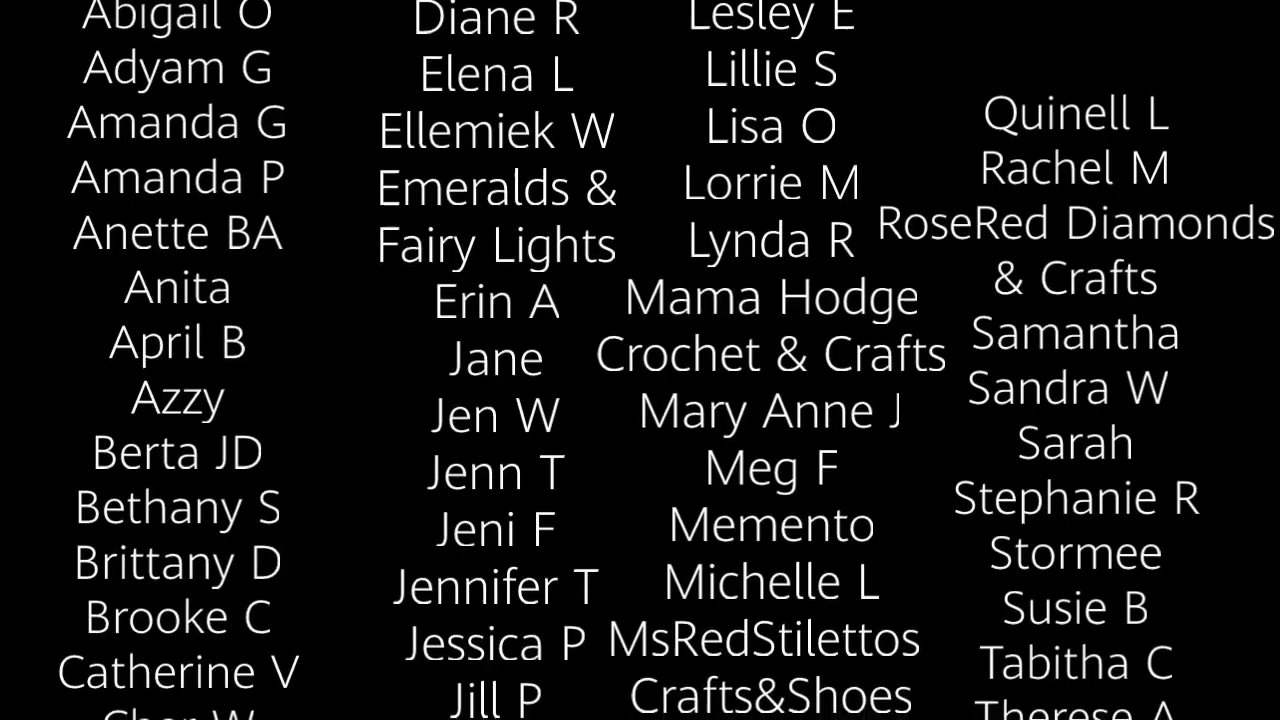 Abigail O
Adyam G
Amanda G
Amanda P
Anette BA
Anita
April B
Azzy
Berta JD
Bethany S
Brittany D
Brooke C
Catherine V
Cher W
Diane R
Elena L
Ellemiek W
Emeralds &
Fairy Lights
Erin A
Jane
Jen W
Jenn T
Jeni F
Jennifer T
Jessica P
Jill P
Lesley E
Lillie S
Lisa O
Lorrie M
Lynda R
Mama Hodge
Crochet & Crafts
Mary Anne J
Meg F
Memento
Michelle L
MsRedStilettos
Crafts&Shoes
Quinell L
Rachel M
RoseRed Diamonds
& Crafts
Samantha
Sandra W
Sarah
Stephanie R
Stormee
Susie B
Tabitha C
Therese A